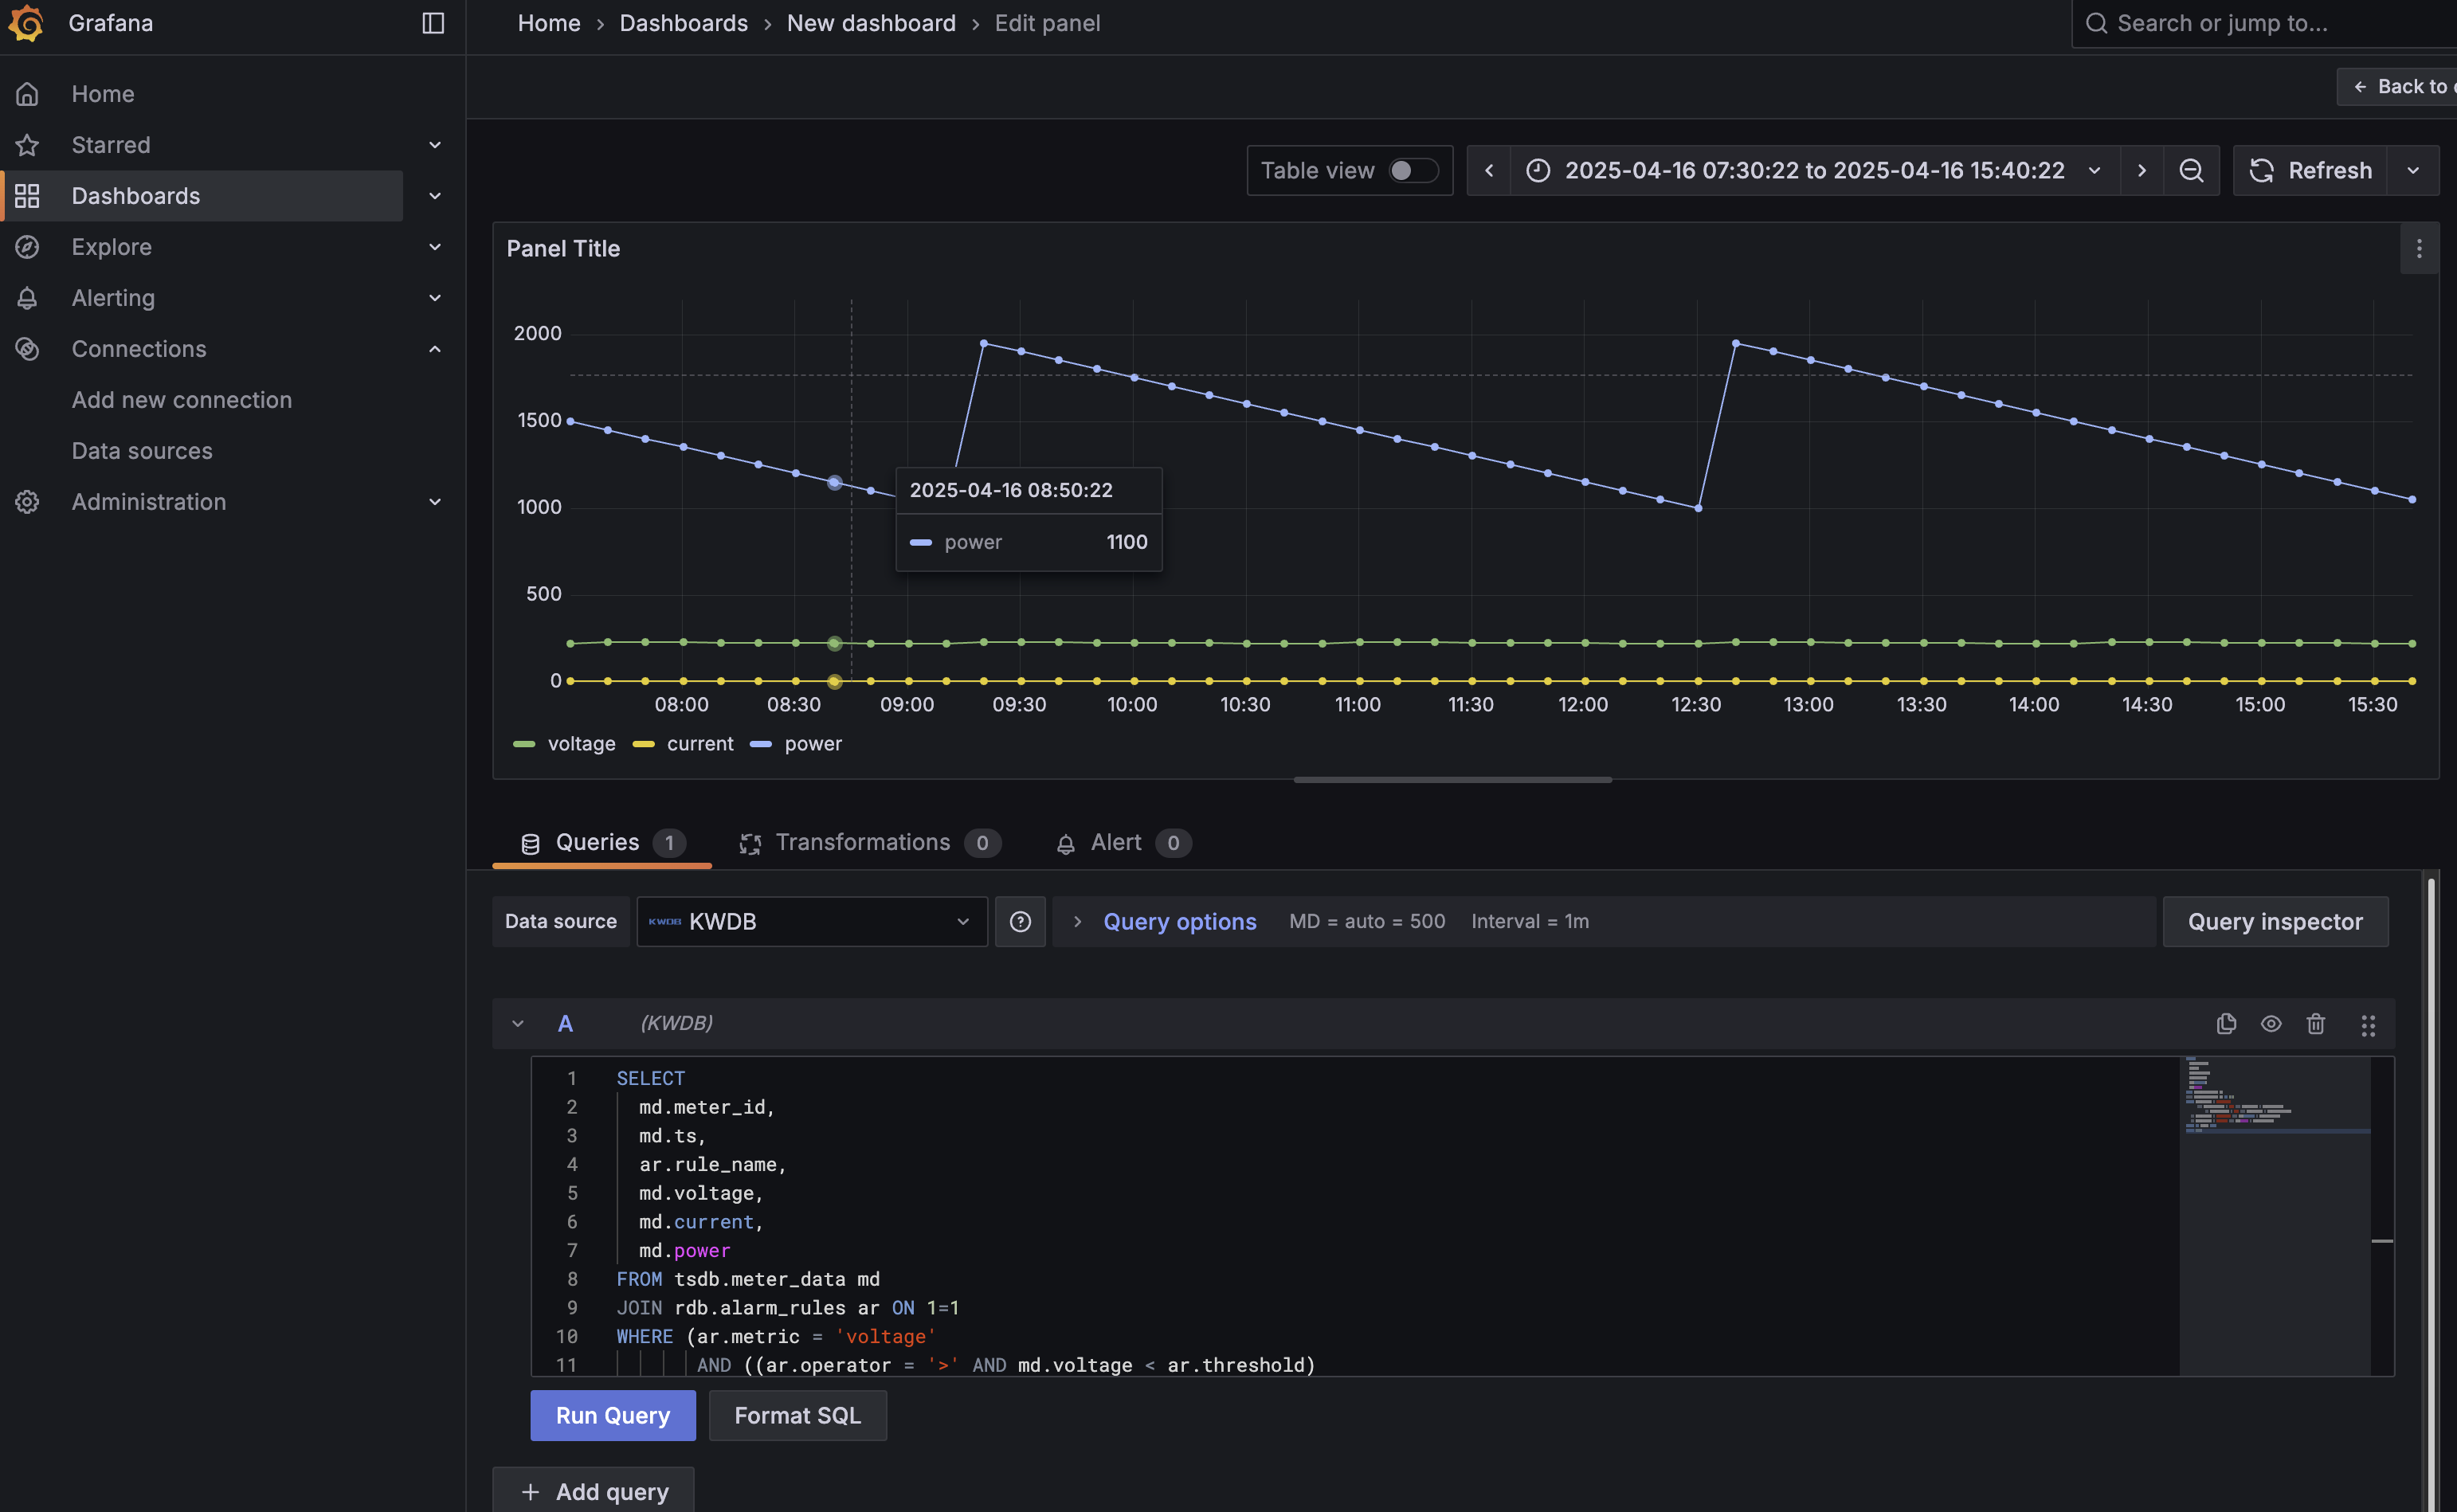 Grafana
Home › Dashboards › New dashboard › Edit panel
Search or jump to...
Home
Starred
Dashboards
Explore
Alerting
Connections
Add new connection
Data sources
Administration
← Back to
Table view
2025-04-16 07:30:22 to 2025-04-16 15:40:22
Refresh
Panel Title
2000
1500
1000
500
0
2025-04-16 08:50:22
power 1100
08:00 08:30 09:00 09:30 10:00 10:30 11:00 11:30 12:00 12:30 13:00 13:30 14:00 14:30 15:00 15:30
voltage current power
Queries 1 Transformations 0 Alert 0
Data source KWDB KWDB
Query options MD = auto = 500 Interval = 1m
Query inspector
A (KWDB)
1 SELECT
2 md.meter_id,
3 md.ts,
4 ar.rule_name,
5 md.voltage,
6 md.current,
7 md.power
8 FROM tsdb.meter_data md
9 JOIN rdb.alarm_rules ar ON 1=1
10 WHERE (ar.metric = 'voltage'
11 AND ((ar.operator = '>' AND md.voltage < ar.threshold)
Run Query Format SQL
+ Add query